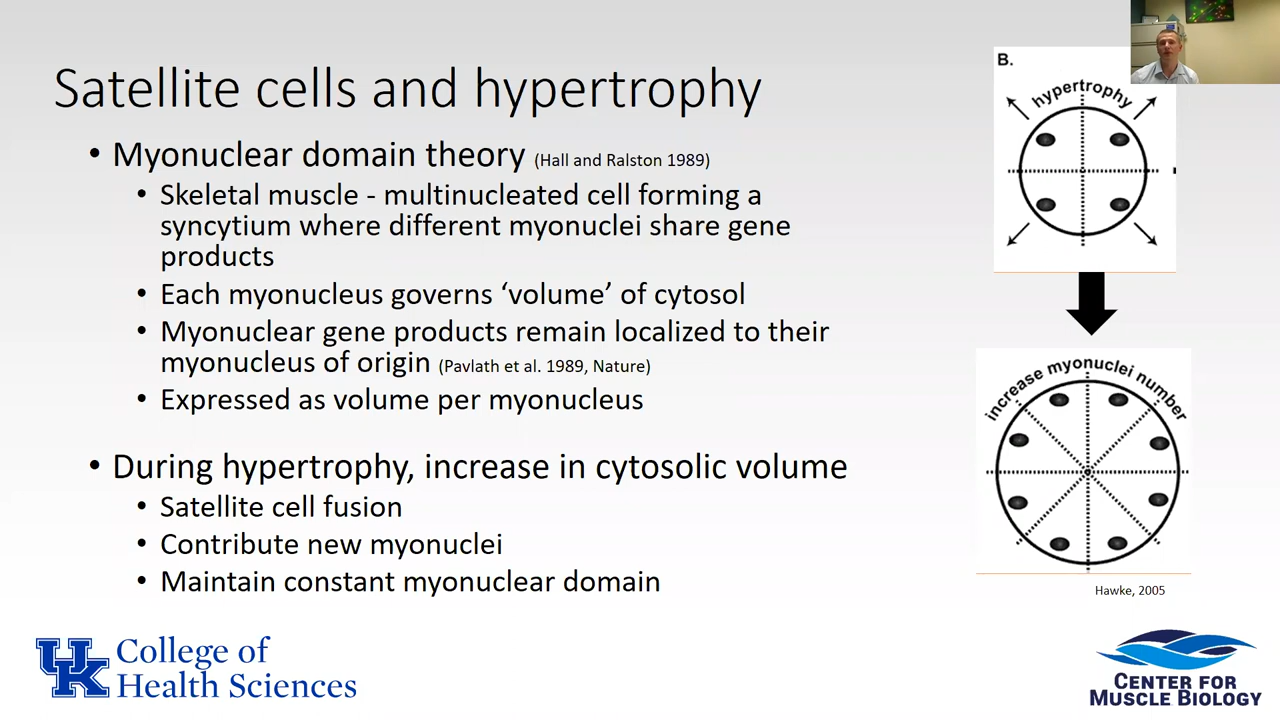 Satellite cells and hypertrophy
• Myonuclear domain theory (Hall and Ralston 1989)
• Skeletal muscle - multinucleated cell forming a
syncytium where different myonuclei share gene
products
• Each myonucleus governs ‘volume’ of cytosol
• Myonuclear gene products remain localized to their
myonucleus of origin (Pavlath et al. 1989, Nature)
• Expressed as volume per myonucleus
• During hypertrophy, increase in cytosolic volume
• Satellite cell fusion
• Contribute new myonuclei
• Maintain constant myonuclear domain
B.
hypertrophy
increase myonuclei number
Hawke, 2005
UK
College of
Health Sciences
CENTER FOR
MUSCLE BIOLOGY